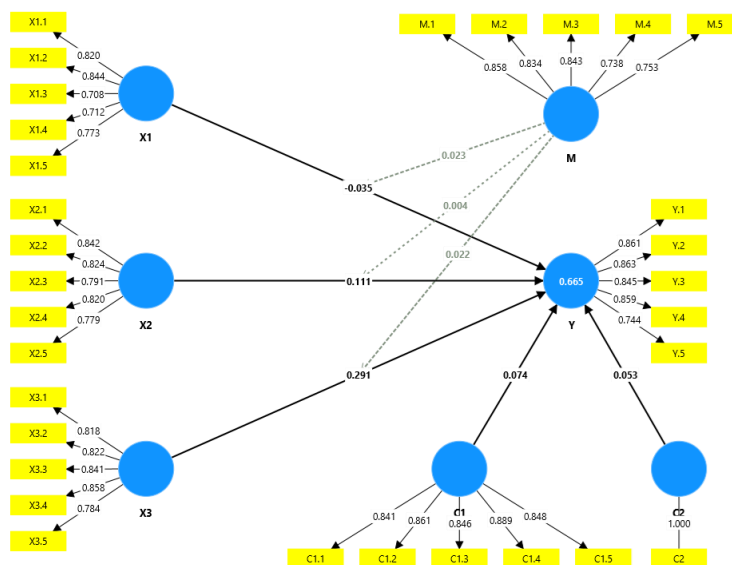 X1.1
X1.2
X1.3
X1.4
X1.5
0.820
0.844
0.708
0.712
0.773
X1
M.1
M.2
M.3
M.4
M.5
0.858
0.834
0.843
0.738
0.753
M
0.023
0.004
0.022
-0.035
0.111
0.291
X2.1
X2.2
X2.3
X2.4
X2.5
0.842
0.824
0.791
0.820
0.779
X2
Y.1
Y.2
Y.3
Y.4
Y.5
0.861
0.863
0.845
0.859
0.744
0.665
Y
X3.1
X3.2
X3.3
X3.4
X3.5
0.818
0.822
0.841
0.858
0.784
X3
0.074
0.053
C1
0.841
0.861
0.846
0.889
0.848
C1.1
C1.2
C1.3
C1.4
C1.5
C2
1.000
C2